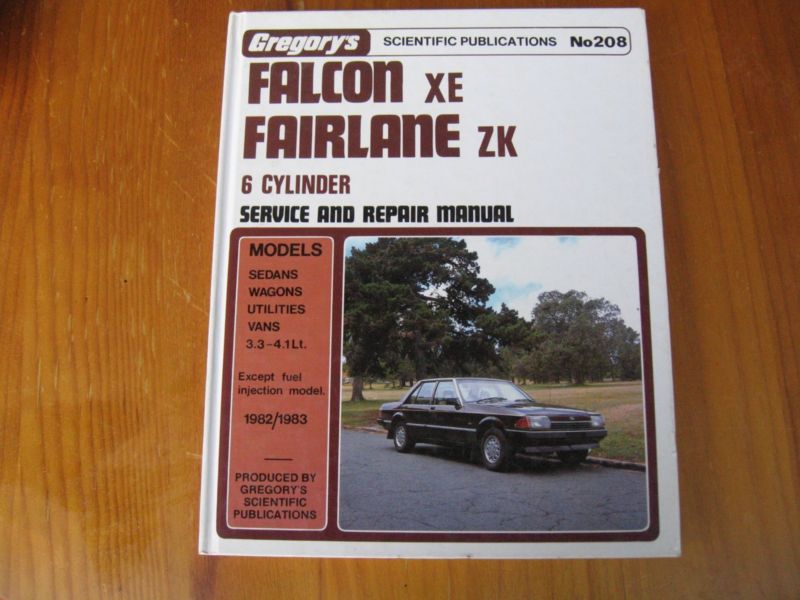 Gregory's SCIENTIFIC PUBLICATIONS No208
FALCON XE
FAIRLANE ZK
6 CYLINDER
SERVICE AND REPAIR MANUAL
MODELS
SEDANS
WAGONS
UTILITIES
VANS
3.3-4.1Lt.
Except fuel
injection model.
1982/1983
PRODUCED BY
GREGORY'S
SCIENTIFIC
PUBLICATIONS